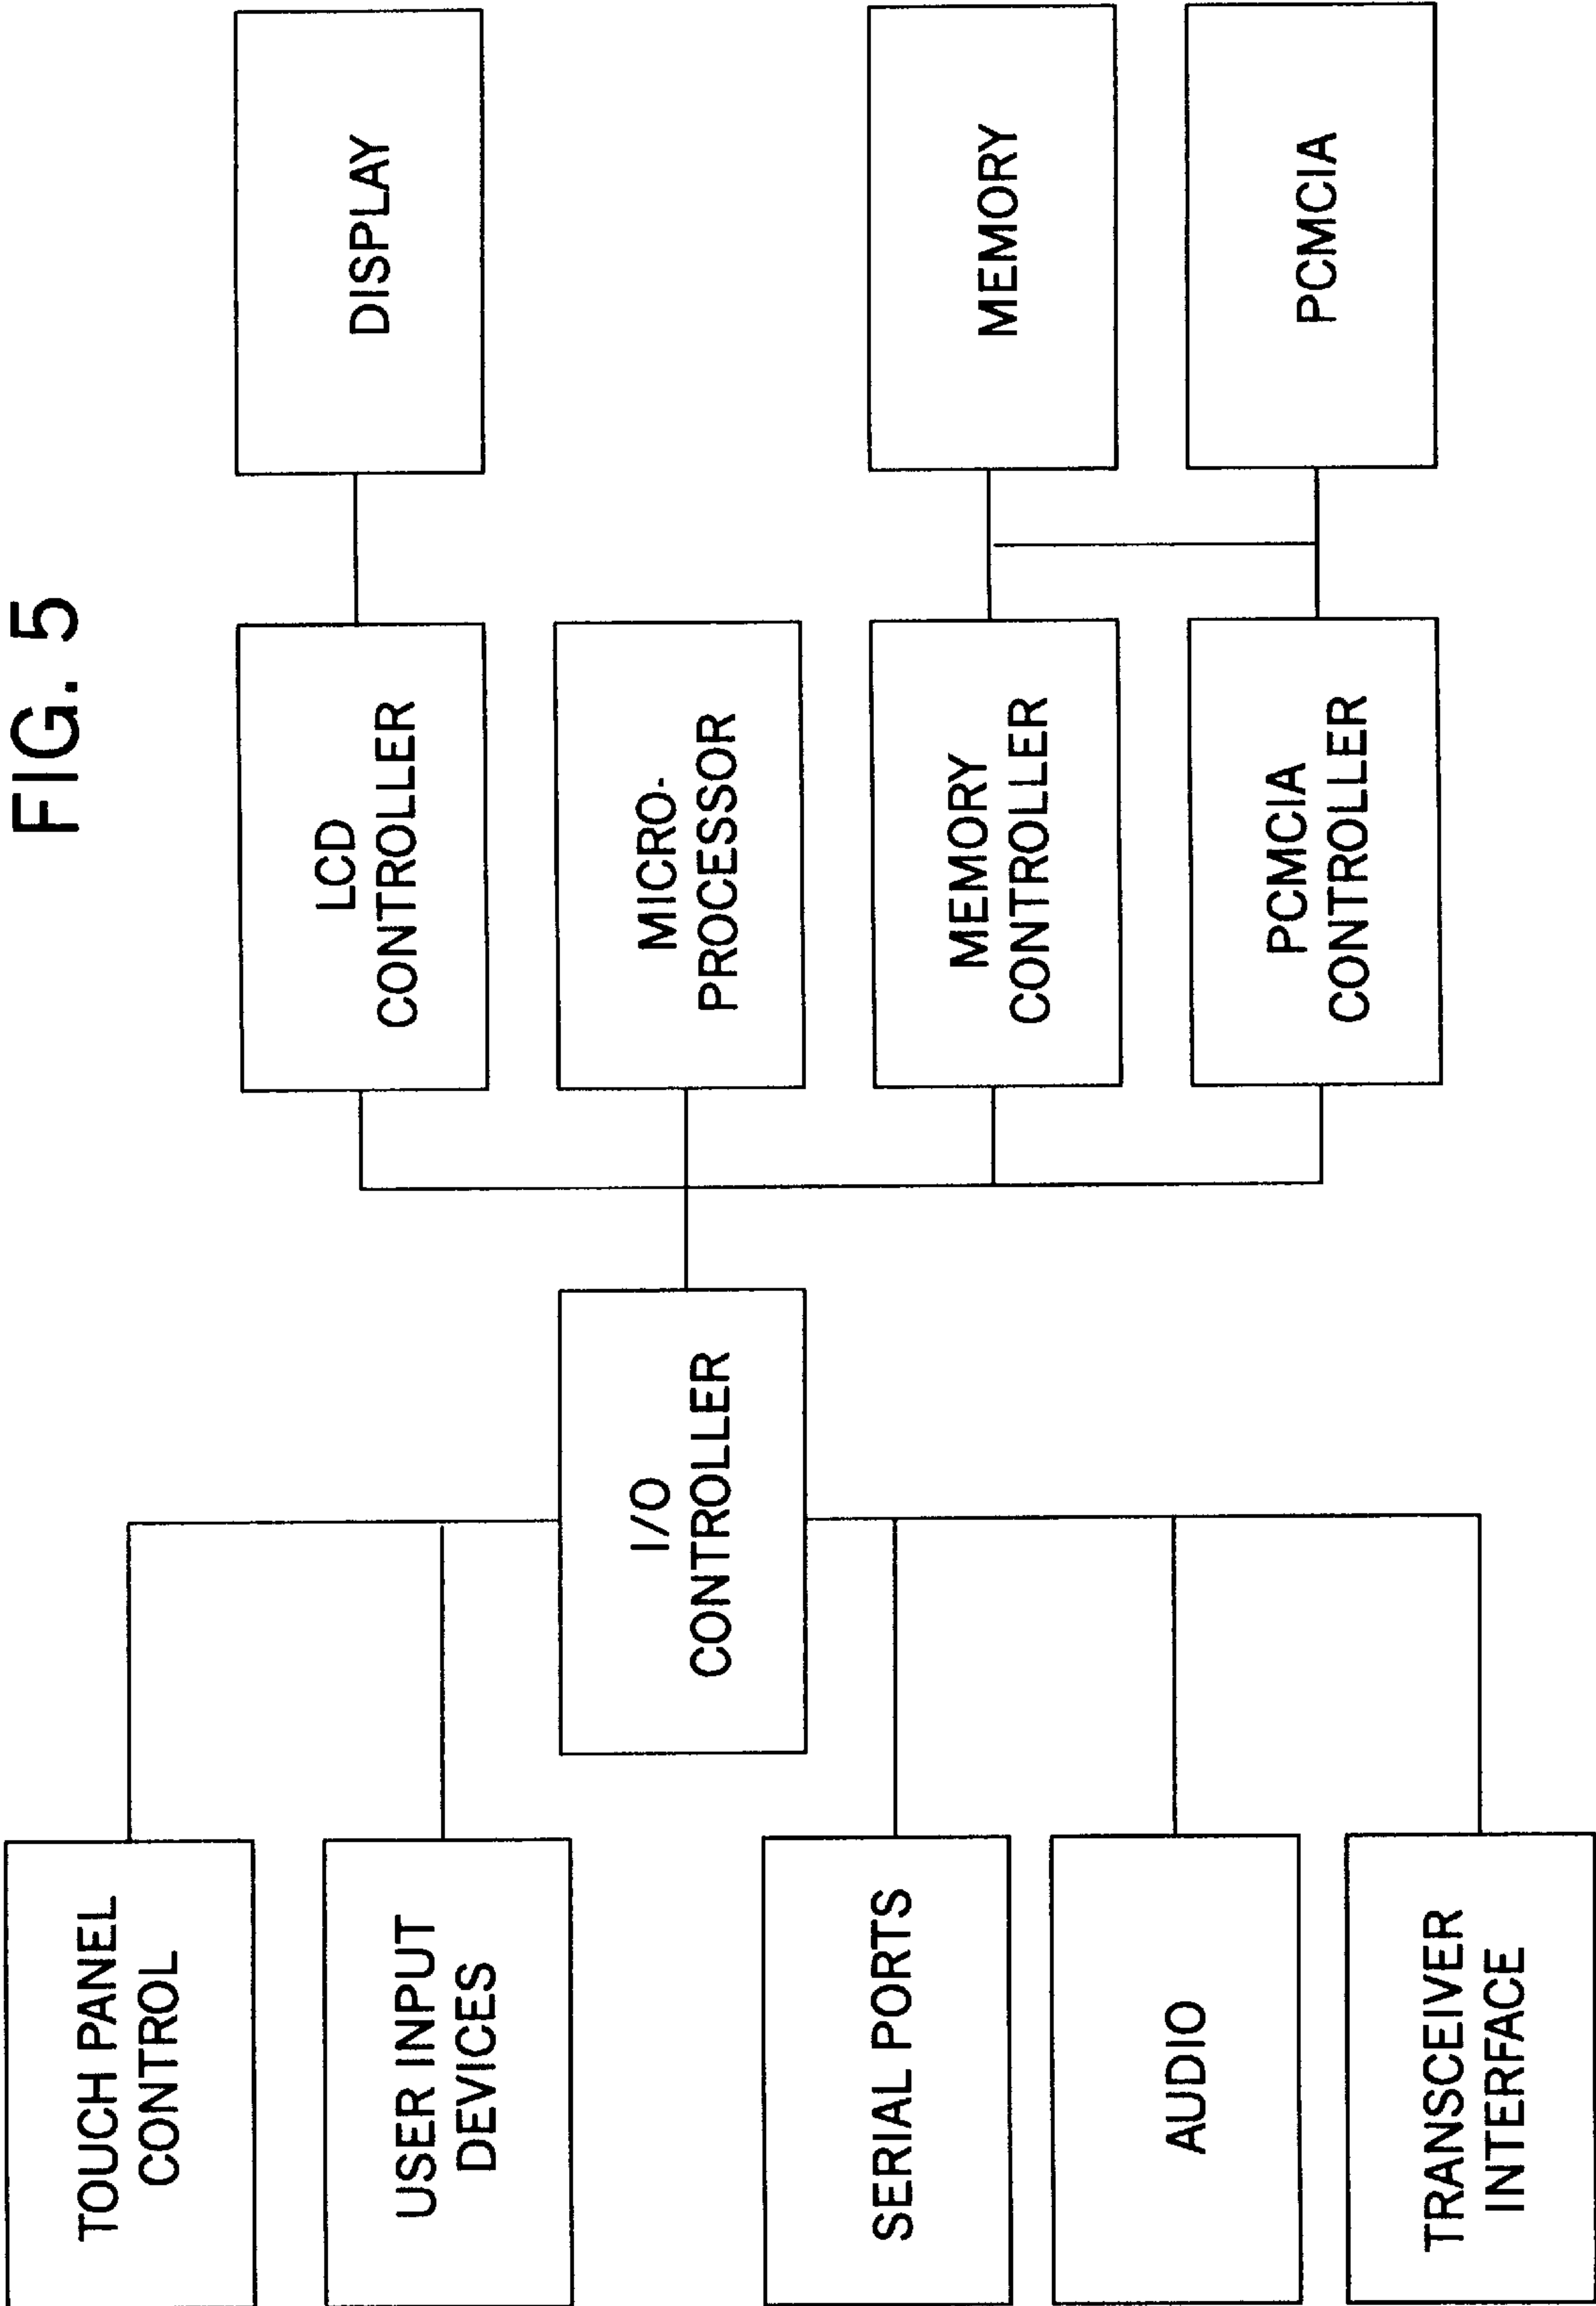 FIG. 5
TOUCH PANEL
CONTROL
USER INPUT
DEVICES
SERIAL PORTS
AUDIO
TRANSCEIVER
INTERFACE
I/O
CONTROLLER
LCD
CONTROLLER
MICRO-
PROCESSOR
MEMORY
CONTROLLER
PCMCIA
CONTROLLER
DISPLAY
MEMORY
PCMCIA